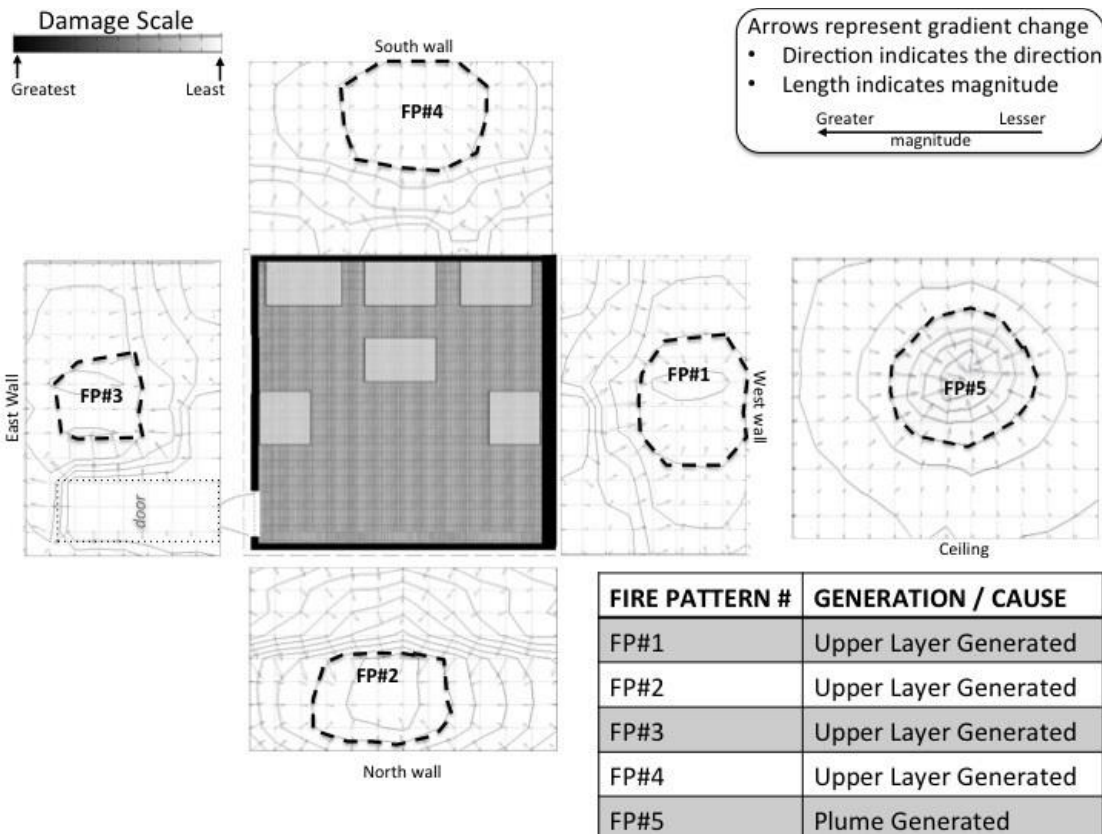 Damage Scale
Greatest
Least
South wall
Arrows represent gradient change
• Direction indicates the direction
• Length indicates magnitude
Greater
Lesser
magnitude
FP#4
East Wall
FP#3
door
FP#1
West wall
FP#5
Ceiling
FP#2
North wall
FIRE PATTERN # GENERATION / CAUSE
FP#1 Upper Layer Generated
FP#2 Upper Layer Generated
FP#3 Upper Layer Generated
FP#4 Upper Layer Generated
FP#5 Plume Generated